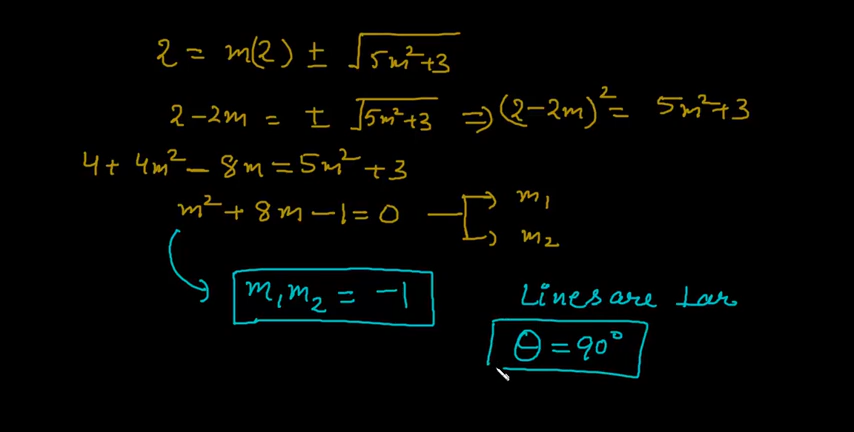 2 = m(2) ± √(5m²+3)
2-2m = ± √(5m²+3) ⇒ (2-2m)² = 5m²+3
4+ 4m² - 8m = 5m² + 3
m² + 8m - 1 = 0 → m₁
→ m₂
m₁m₂ = -1
Lines are ⊥ar
θ = 90°